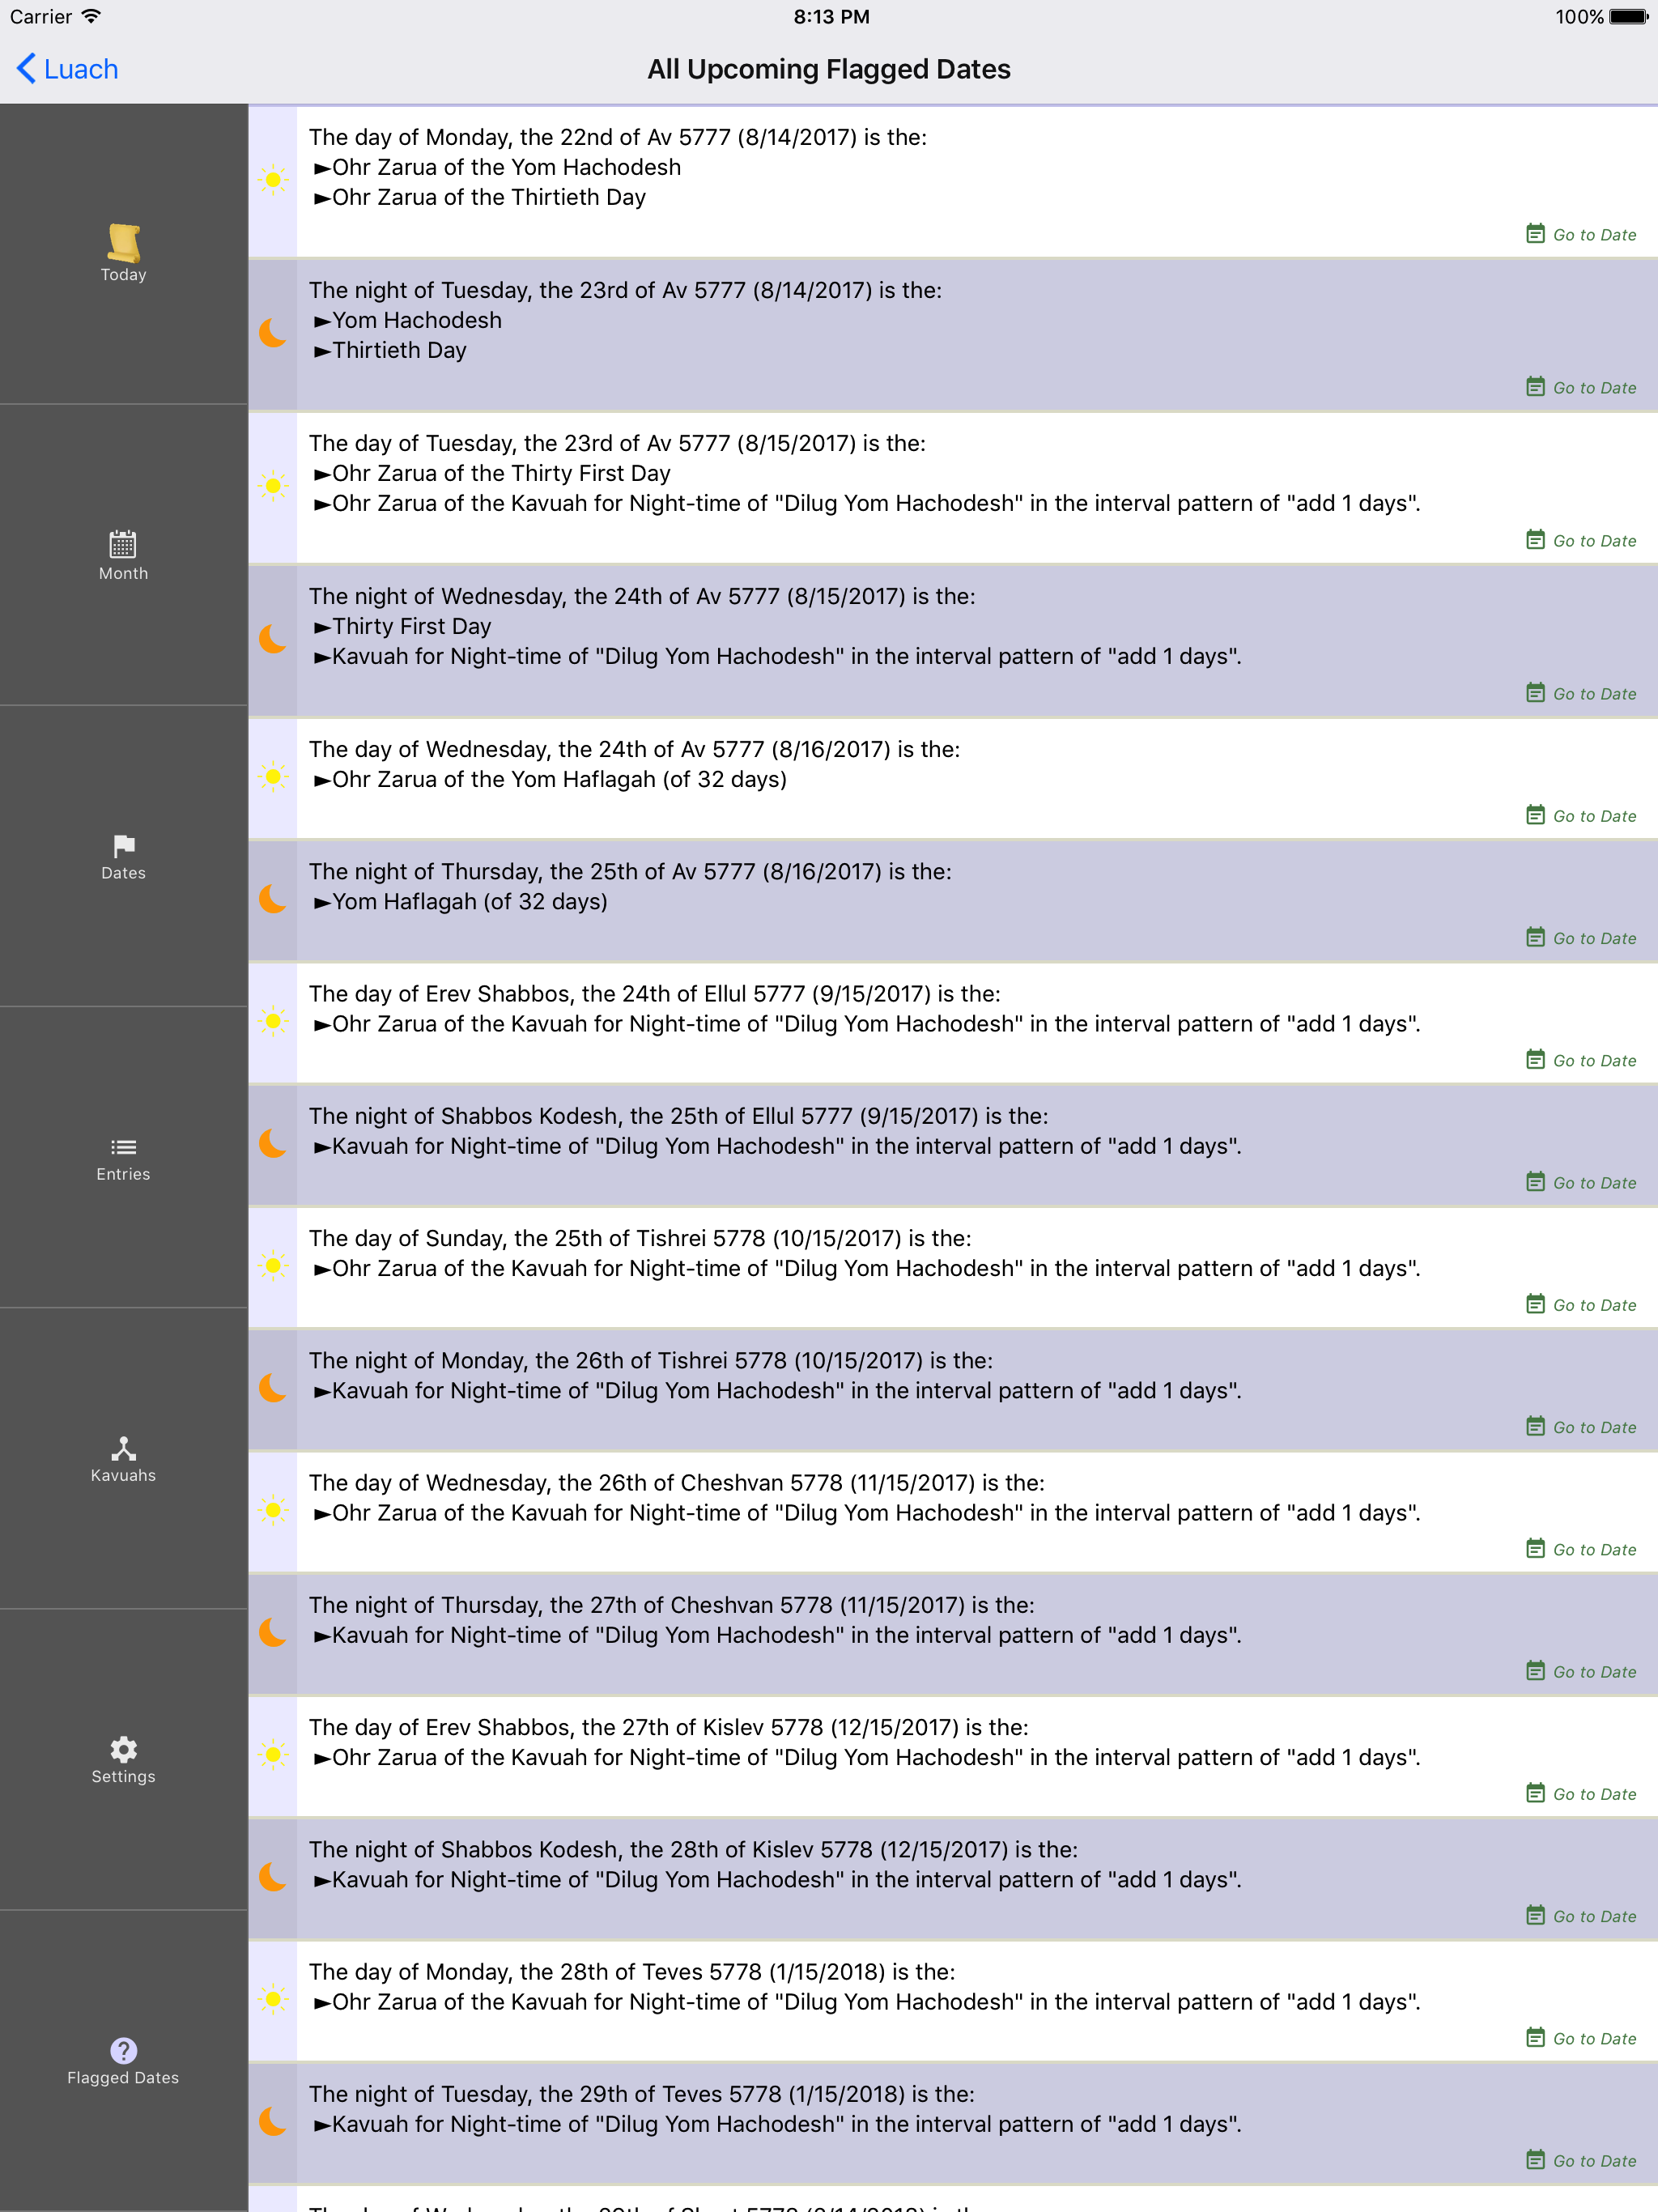 Carrier 8:13 PM 100%
Luach All Upcoming Flagged Dates
Today
Month
Dates
Entries
Kavuahs
Settings
Flagged Dates
The day of Monday, the 22nd of Av 5777 (8/14/2017) is the:
►Ohr Zarua of the Yom Hachodesh
►Ohr Zarua of the Thirtieth Day
Go to Date
The night of Tuesday, the 23rd of Av 5777 (8/14/2017) is the:
►Yom Hachodesh
►Thirtieth Day
Go to Date
The day of Tuesday, the 23rd of Av 5777 (8/15/2017) is the:
►Ohr Zarua of the Thirty First Day
►Ohr Zarua of the Kavuah for Night-time of "Dilug Yom Hachodesh" in the interval pattern of "add 1 days".
Go to Date
The night of Wednesday, the 24th of Av 5777 (8/15/2017) is the:
►Thirty First Day
►Kavuah for Night-time of "Dilug Yom Hachodesh" in the interval pattern of "add 1 days".
Go to Date
The day of Wednesday, the 24th of Av 5777 (8/16/2017) is the:
►Ohr Zarua of the Yom Haflagah (of 32 days)
Go to Date
The night of Thursday, the 25th of Av 5777 (8/16/2017) is the:
►Yom Haflagah (of 32 days)
Go to Date
The day of Erev Shabbos, the 24th of Ellul 5777 (9/15/2017) is the:
►Ohr Zarua of the Kavuah for Night-time of "Dilug Yom Hachodesh" in the interval pattern of "add 1 days".
Go to Date
The night of Shabbos Kodesh, the 25th of Ellul 5777 (9/15/2017) is the:
►Kavuah for Night-time of "Dilug Yom Hachodesh" in the interval pattern of "add 1 days".
Go to Date
The day of Sunday, the 25th of Tishrei 5778 (10/15/2017) is the:
►Ohr Zarua of the Kavuah for Night-time of "Dilug Yom Hachodesh" in the interval pattern of "add 1 days".
Go to Date
The night of Monday, the 26th of Tishrei 5778 (10/15/2017) is the:
►Kavuah for Night-time of "Dilug Yom Hachodesh" in the interval pattern of "add 1 days".
Go to Date
The day of Wednesday, the 26th of Cheshvan 5778 (11/15/2017) is the:
►Ohr Zarua of the Kavuah for Night-time of "Dilug Yom Hachodesh" in the interval pattern of "add 1 days".
Go to Date
The night of Thursday, the 27th of Cheshvan 5778 (11/15/2017) is the:
►Kavuah for Night-time of "Dilug Yom Hachodesh" in the interval pattern of "add 1 days".
Go to Date
The day of Erev Shabbos, the 27th of Kislev 5778 (12/15/2017) is the:
►Ohr Zarua of the Kavuah for Night-time of "Dilug Yom Hachodesh" in the interval pattern of "add 1 days".
Go to Date
The night of Shabbos Kodesh, the 28th of Kislev 5778 (12/15/2017) is the:
►Kavuah for Night-time of "Dilug Yom Hachodesh" in the interval pattern of "add 1 days".
Go to Date
The day of Monday, the 28th of Teves 5778 (1/15/2018) is the:
►Ohr Zarua of the Kavuah for Night-time of "Dilug Yom Hachodesh" in the interval pattern of "add 1 days".
Go to Date
The night of Tuesday, the 29th of Teves 5778 (1/15/2018) is the:
►Kavuah for Night-time of "Dilug Yom Hachodesh" in the interval pattern of "add 1 days".
Go to Date